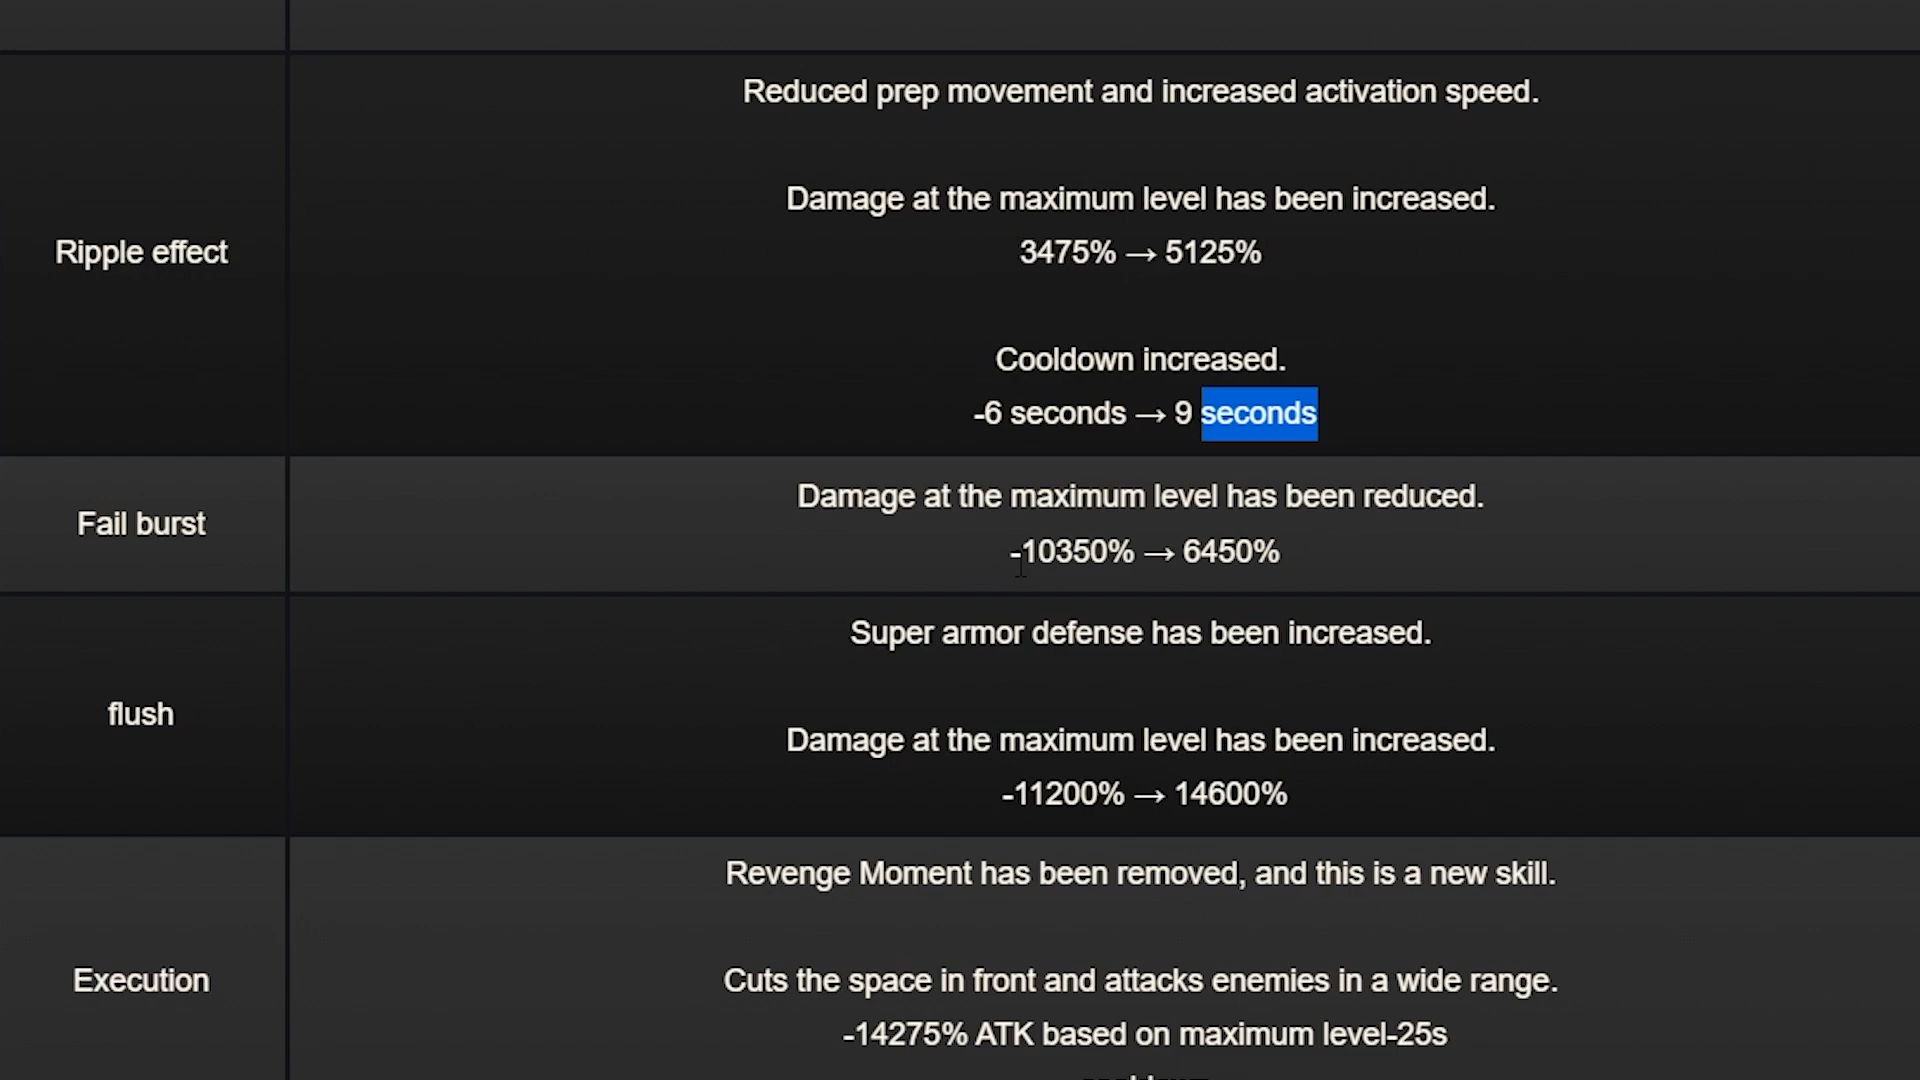 Reduced prep movement and increased activation speed.
Damage at the maximum level has been increased.
Ripple effect
3475% → 5125%
Cooldown increased.
-6 seconds → 9 seconds
Damage at the maximum level has been reduced.
Fail burst
-10350% → 6450%
Super armor defense has been increased.
flush
Damage at the maximum level has been increased.
-11200% → 14600%
Revenge Moment has been removed, and this is a new skill.
Execution
Cuts the space in front and attacks enemies in a wide range.
-14275% ATK based on maximum level-25s